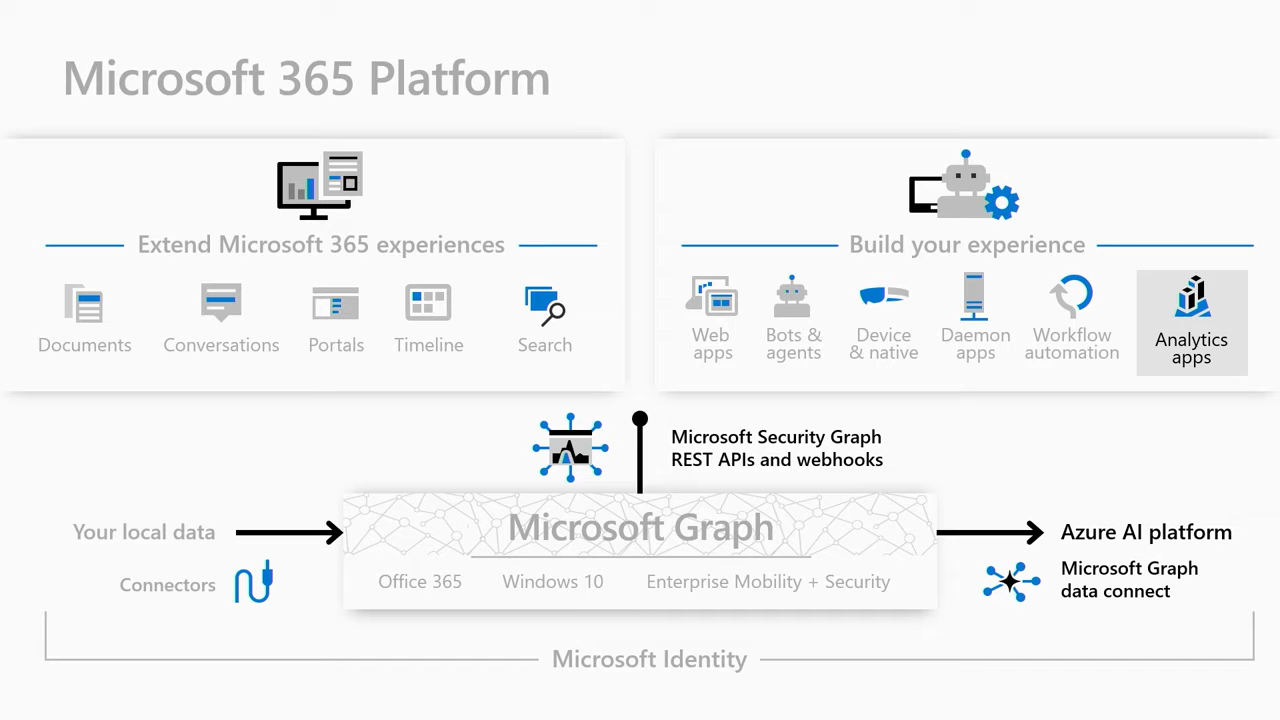 Microsoft 365 Platform
Extend Microsoft 365 experiences
Documents
Conversations
Portals
Timeline
Search
Build your experience
Web
apps
Bots &
agents
Device
& native
Daemon
apps
Workflow
automation
Analytics
apps
Microsoft Security Graph
REST APIs and webhooks
Your local data
Connectors
Microsoft Graph
Office 365
Windows 10
Enterprise Mobility + Security
Azure AI platform
Microsoft Graph
data connect
Microsoft Identity